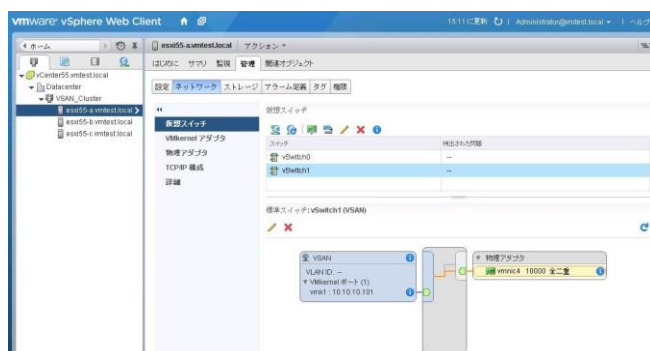 vmware vSphere Web Client
15:11に更新 Administrator@vmtest.local ヘルプ
ホーム
esxi55-a.vmtest.local アクション
はじめに サマリ 監視 管理 関連オブジェクト
vCenter55.vmtest.local
Datacenter
VSAN_Cluster
esxi55-a.vmtest.local
esxi55-b.vmtest.local
esxi55-c.vmtest.local
設定 ネットワーク ストレージ アラーム定義 タグ 権限
仮想スイッチ
VMkernel アダプタ
物理アダプタ
TCP/IP 構成
詳細
仮想スイッチ
スイッチ 検出された問題
vSwitch0 --
vSwitch1 --
標準スイッチ: vSwitch1 (VSAN)
VSAN
VLAN ID: --
VMkernel ポート (1)
vmk1 : 10.10.10.101
物理アダプタ
vmnic4 10000 全二重